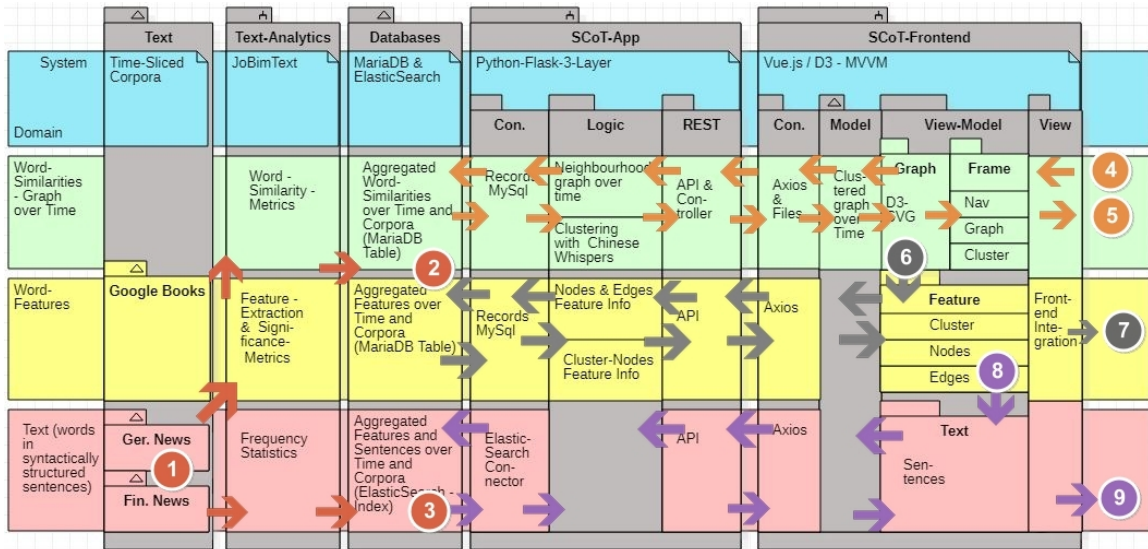 Text
Text-Analytics
Databases
SCoT-App
SCoT-Frontend
System
Domain
Time-Sliced
Corpora
JoBimText
MariaDB &
ElasticSearch
Python-Flask-3-Layer
Vue.js / D3 - MVVM
Con.
Logic
REST
Con.
Model
View-Model
View
Word-
Similarities
- Graph
over Time
Word -
Similarity -
Metrics
Aggregated
Word-
Similarities
over Time and
Corpora
(MariaDB
Table)
Records
MySql
Neighbourhood
graph over
time
Clustering
with Chinese
Whispers
API &
Controller
Axios
&
Files
Clus-
tered
graph
over
Time
Graph
D3-
SVG
Frame
Nav
Graph
Cluster
4
5
2
6
Word-
Features
Google Books
Feature -
Extraction
& Signi-
ficance-
Metrics
Aggregated
Features over
Time and
Corpora
(MariaDB Table)
Records
MySql
Nodes & Edges
Feature Info
Cluster-Nodes
Feature Info
API
Axios
Feature
Cluster
Nodes
Edges
Front-
end
Inte-
gration
7
8
Text (words
in
syntactically
structured
sentences)
Ger. News
1
Fin. News
Frequency
Statistics
Aggregated
Features and
Sentences over
Time and
Corpora
(ElasticSearch -
Index)
3
Elastic-
Search
Con-
nector
API
Axios
Text
Sen-
tences
9